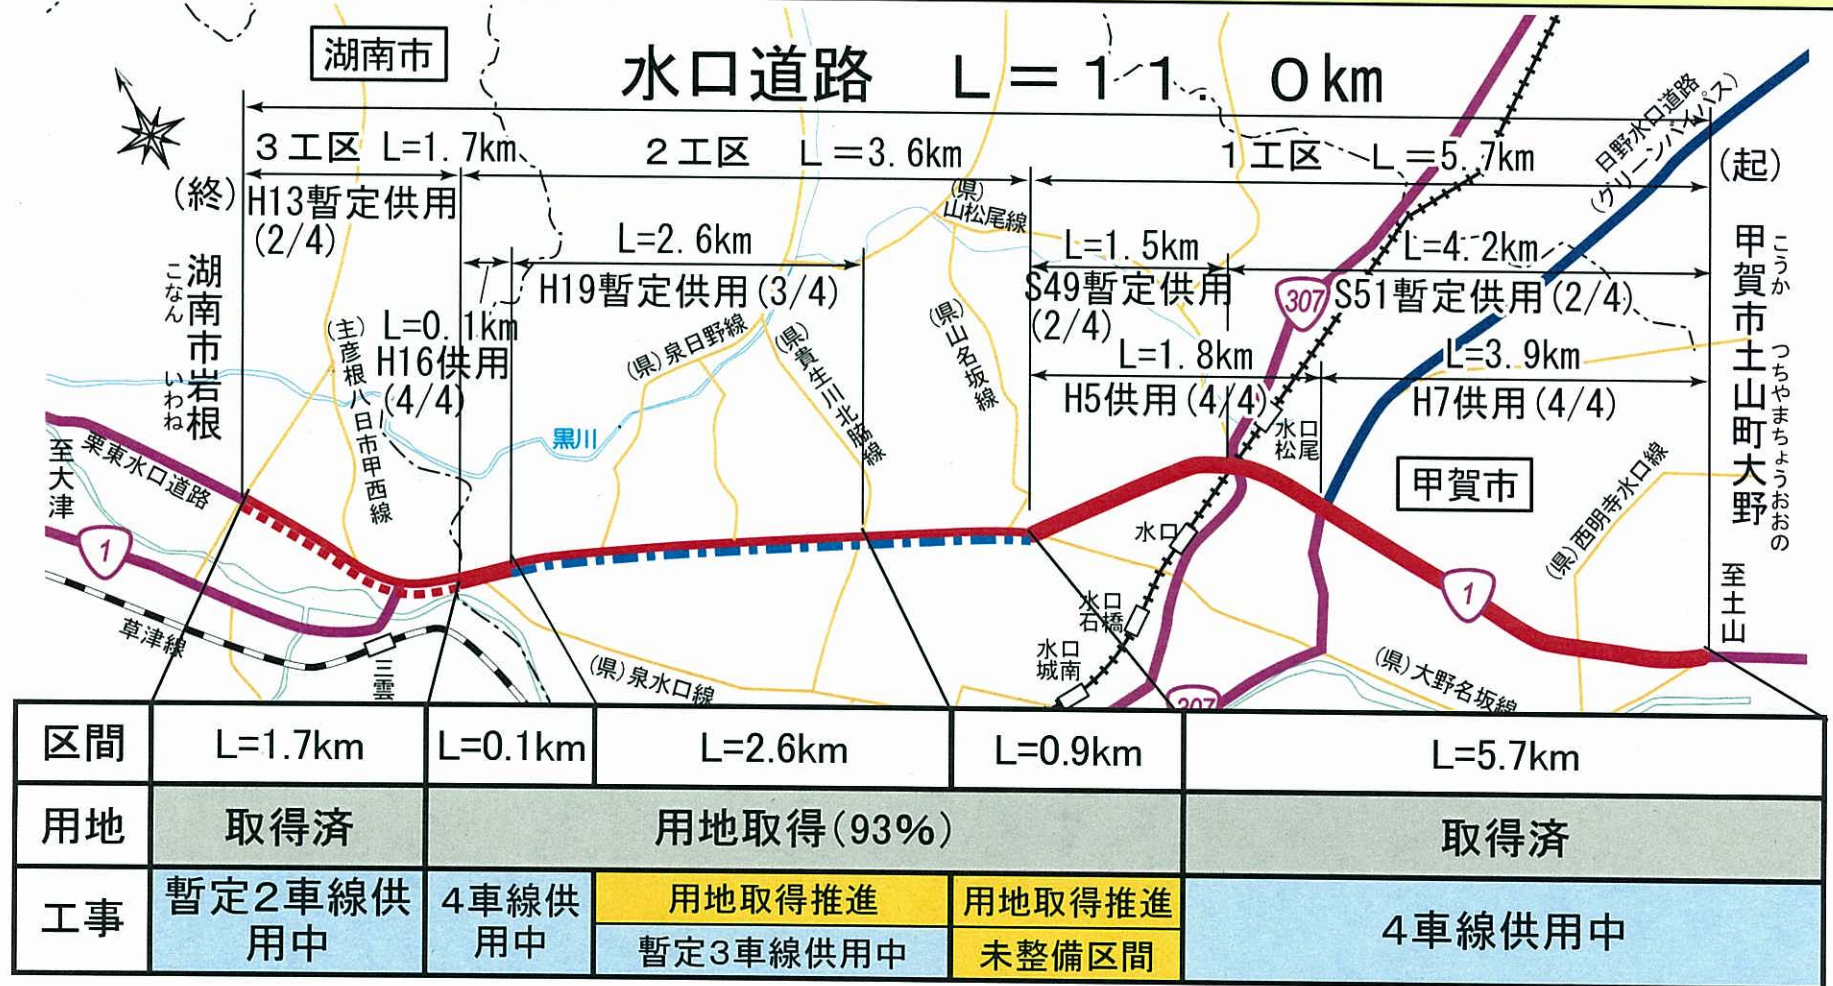 湖南市
水口道路 L=11.0km
3工区 L=1.7km
2工区 L=3.6km
1工区 L=5.7km
日野水口道路
(グリーンバイパス)
(終)
(起)
H13暫定供用
(2/4)
L=2.6km
H19暫定供用(3/4)
(県)
山松尾線
L=1.5km
S49暫定供用
(2/4)
L=4.2km
S51暫定供用(2/4)
307
湖南市岩根
こなん いわね
(主)彦根八日市甲西線
L=0.1km
H16供用
(4/4)
(県)泉日野線
(県)貴生川北脇線
(県)山名坂線
L=1.8km
H5供用(4/4)
L=3.9km
H7供用(4/4)
甲賀市土山町大野
こうか つちやまちょうおおの
黒川
水口
松尾
甲賀市
至大津
栗東水口道路
1
水口
(県)西明寺水口線
1
至土山
草津線
三雲
(県)泉水口線
水口
石橋
水口
城南
307
(県)大野名坂線
区間 L=1.7km L=0.1km L=2.6km L=0.9km L=5.7km
用地 取得済 用地取得(93%) 取得済
工事
暫定2車線供
用中
4車線供
用中
用地取得推進
暫定3車線供用中
用地取得推進
未整備区間
4車線供用中